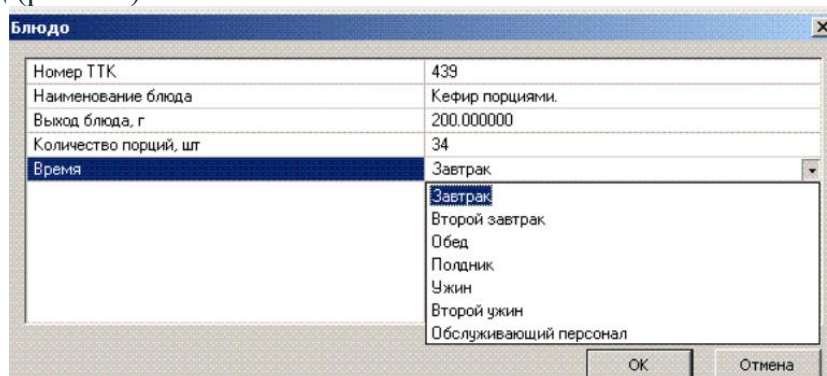 Блюдо
Номер ТТК 439
Наименование блюда Кефир порциями.
Выход блюда, г 200.000000
Количество порций, шт 34
Время Завтрак
Завтрак
Второй завтрак
Обед
Полдник
Ужин
Второй ужин
Обслуживающий персонал
ОК Отмена